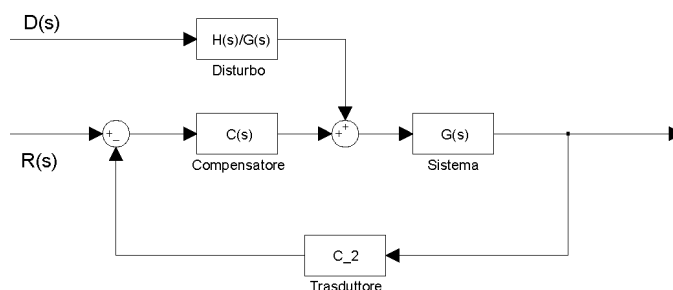 D(s)
H(s)/G(s)
Disturbo
R(s)
+
−
C(s)
Compensatore
+
+
G(s)
Sistema
C_2
Trasduttore